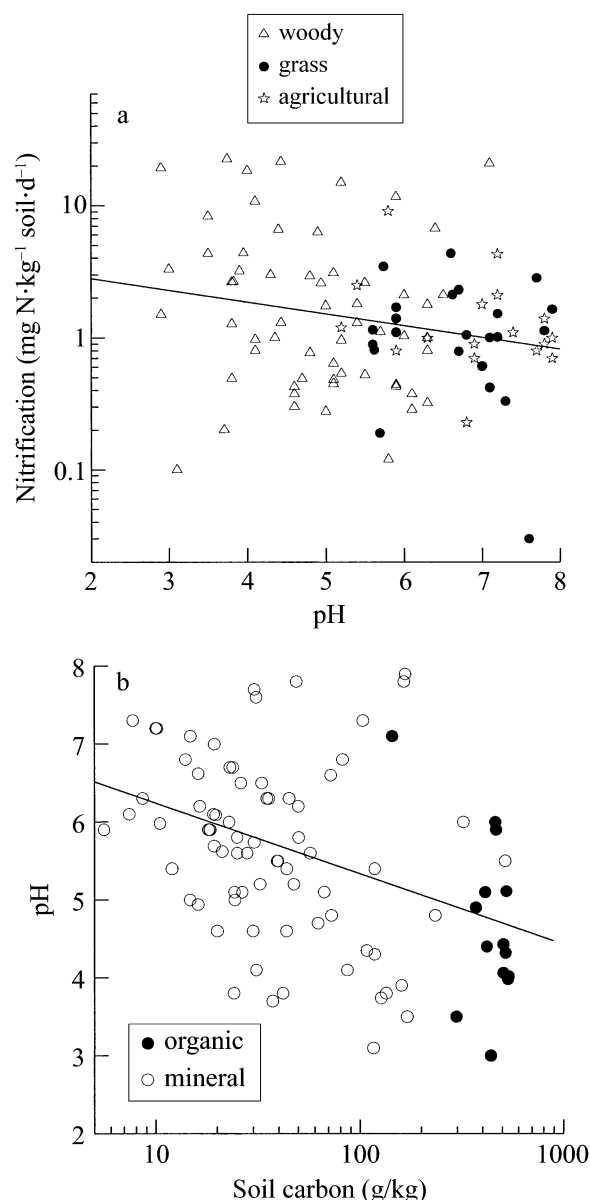 woody
grass
agricultural
a
Nitrification (mg N·kg⁻¹ soil·d⁻¹)
10
1
0.1
2 3 4 5 6 7 8
pH
b
pH
8
7
6
5
4
3
2
organic
mineral
10 100 1000
Soil carbon (g/kg)